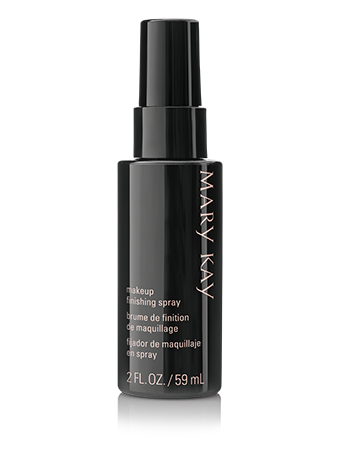 MARY KAY
makeup
finishing spray
brume de finition
de maquillage
fijador de maquillaje
en spray
2 FL. OZ. / 59 mL